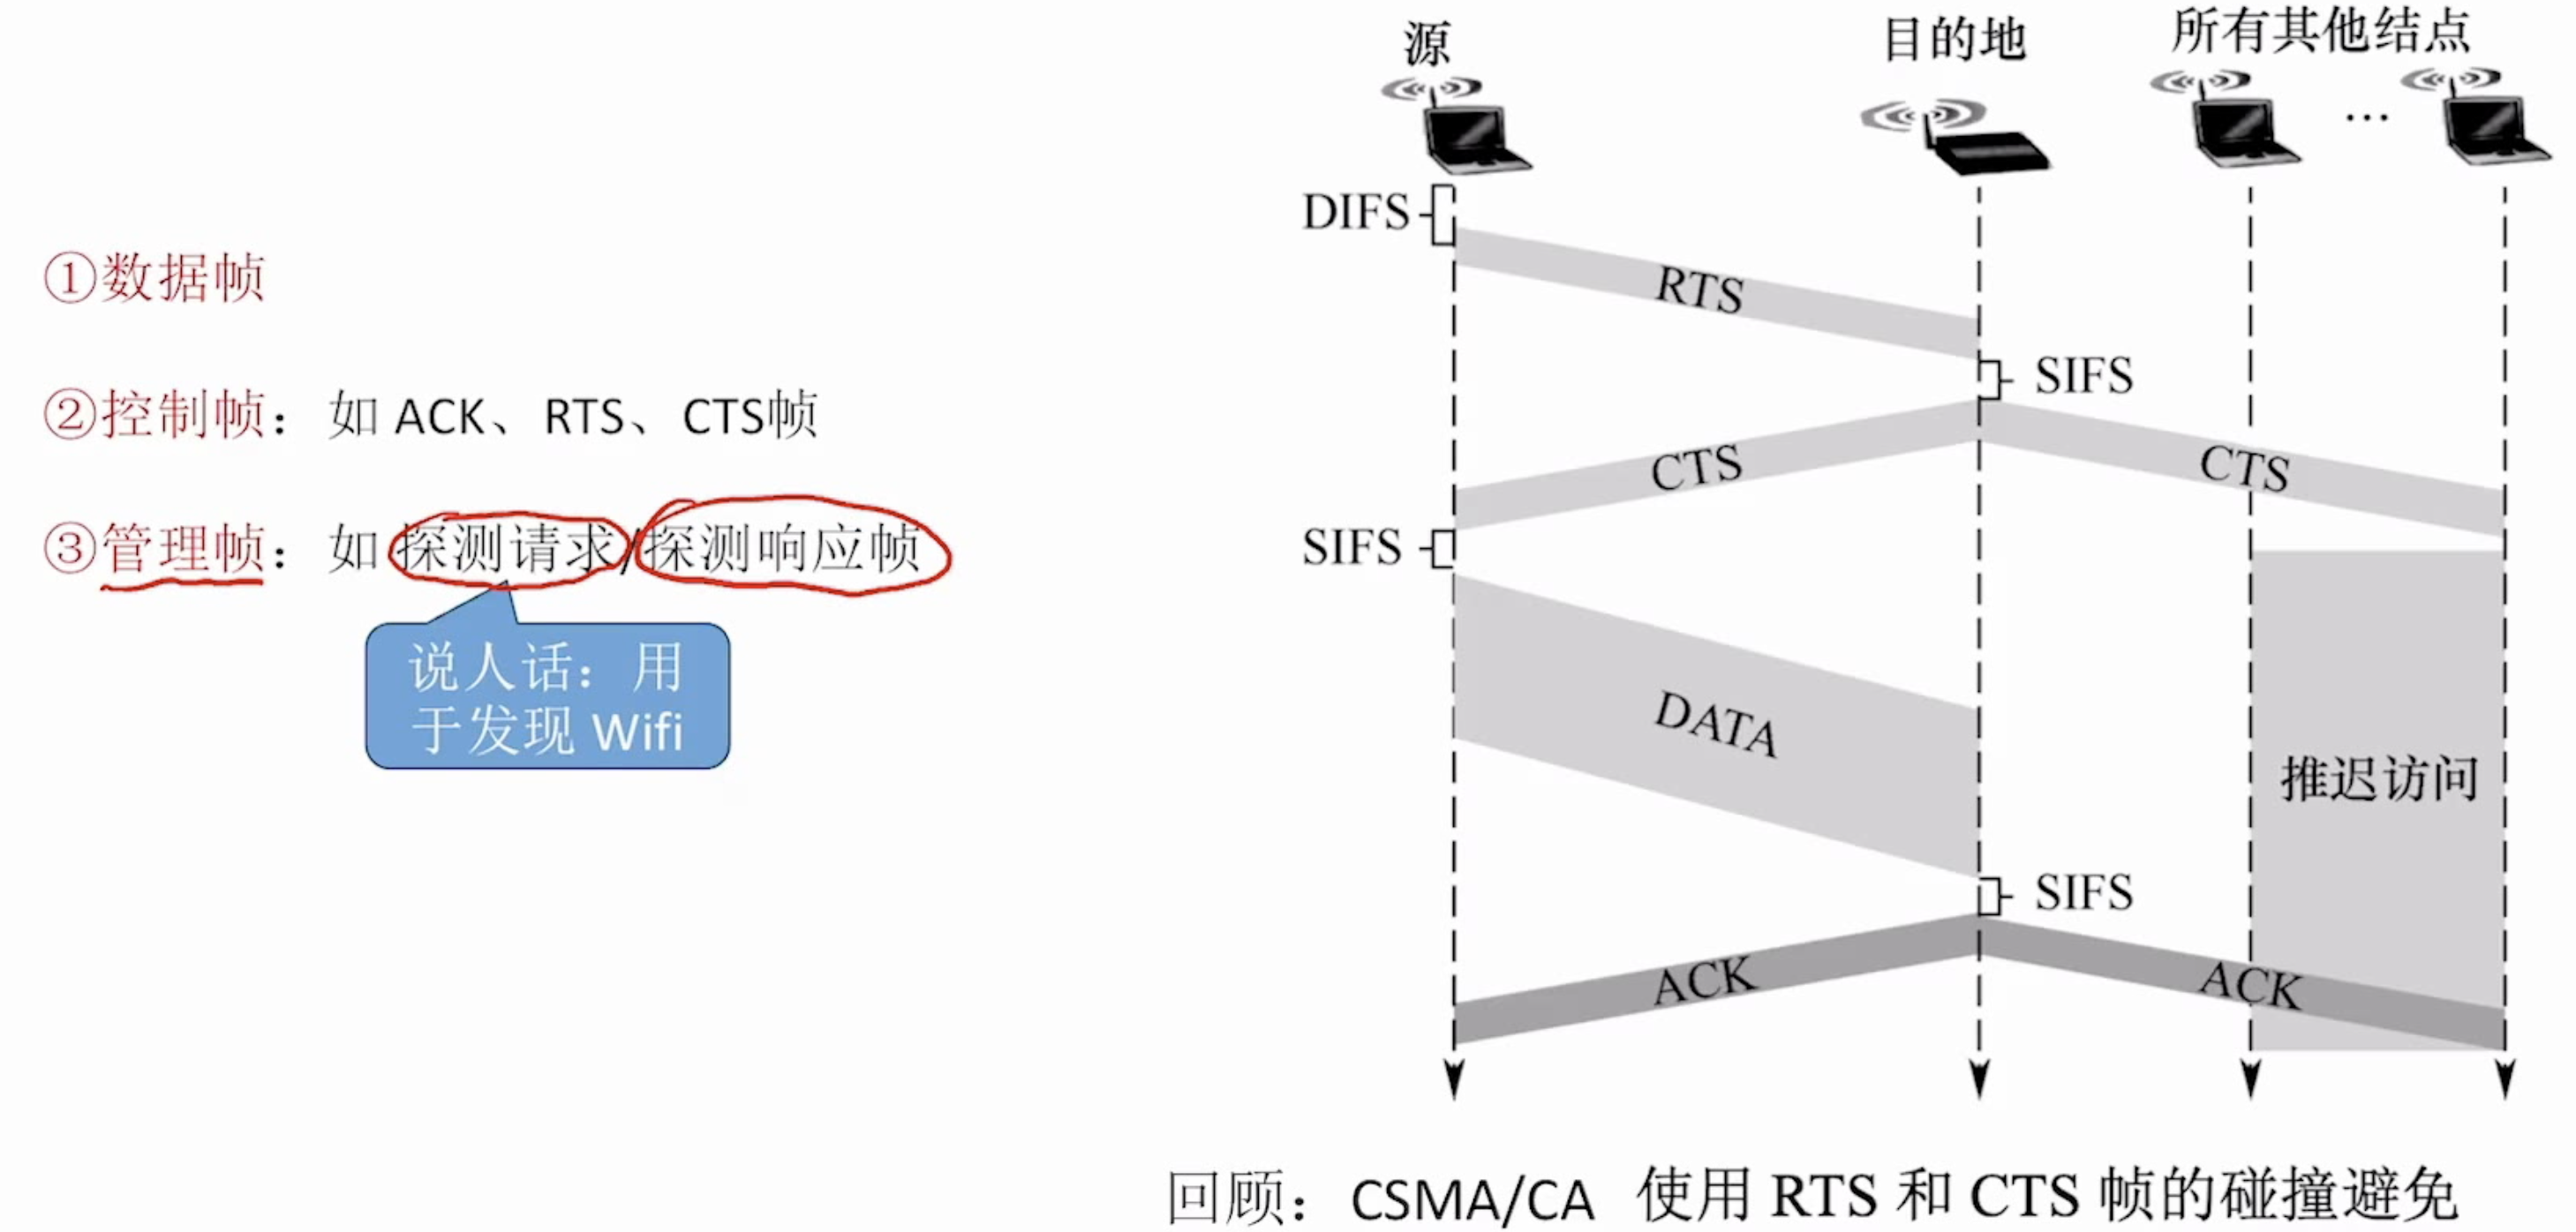 ①数据帧
②控制帧：如 ACK、RTS、CTS帧
③管理帧：如 探测请求/探测响应帧
说人话：用
于发现 Wifi
源
目的地
所有其他结点
...
DIFS
RTS
SIFS
CTS
CTS
SIFS
DATA
推迟访问
SIFS
ACK
ACK
回顾：CSMA/CA 使用 RTS 和 CTS 帧的碰撞避免